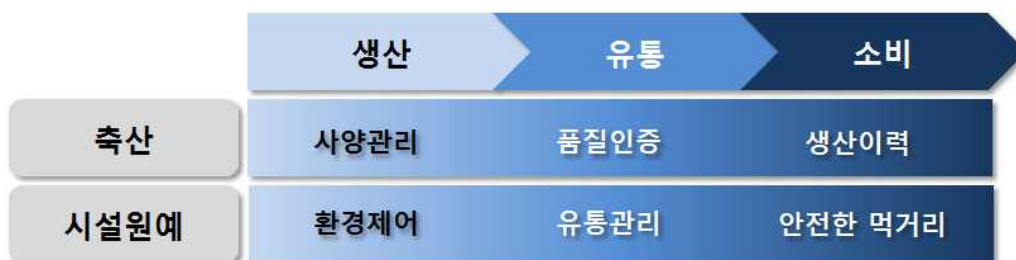 생산 유통 소비
축산 사양관리 품질인증 생산이력
시설원예 환경제어 유통관리 안전한 먹거리